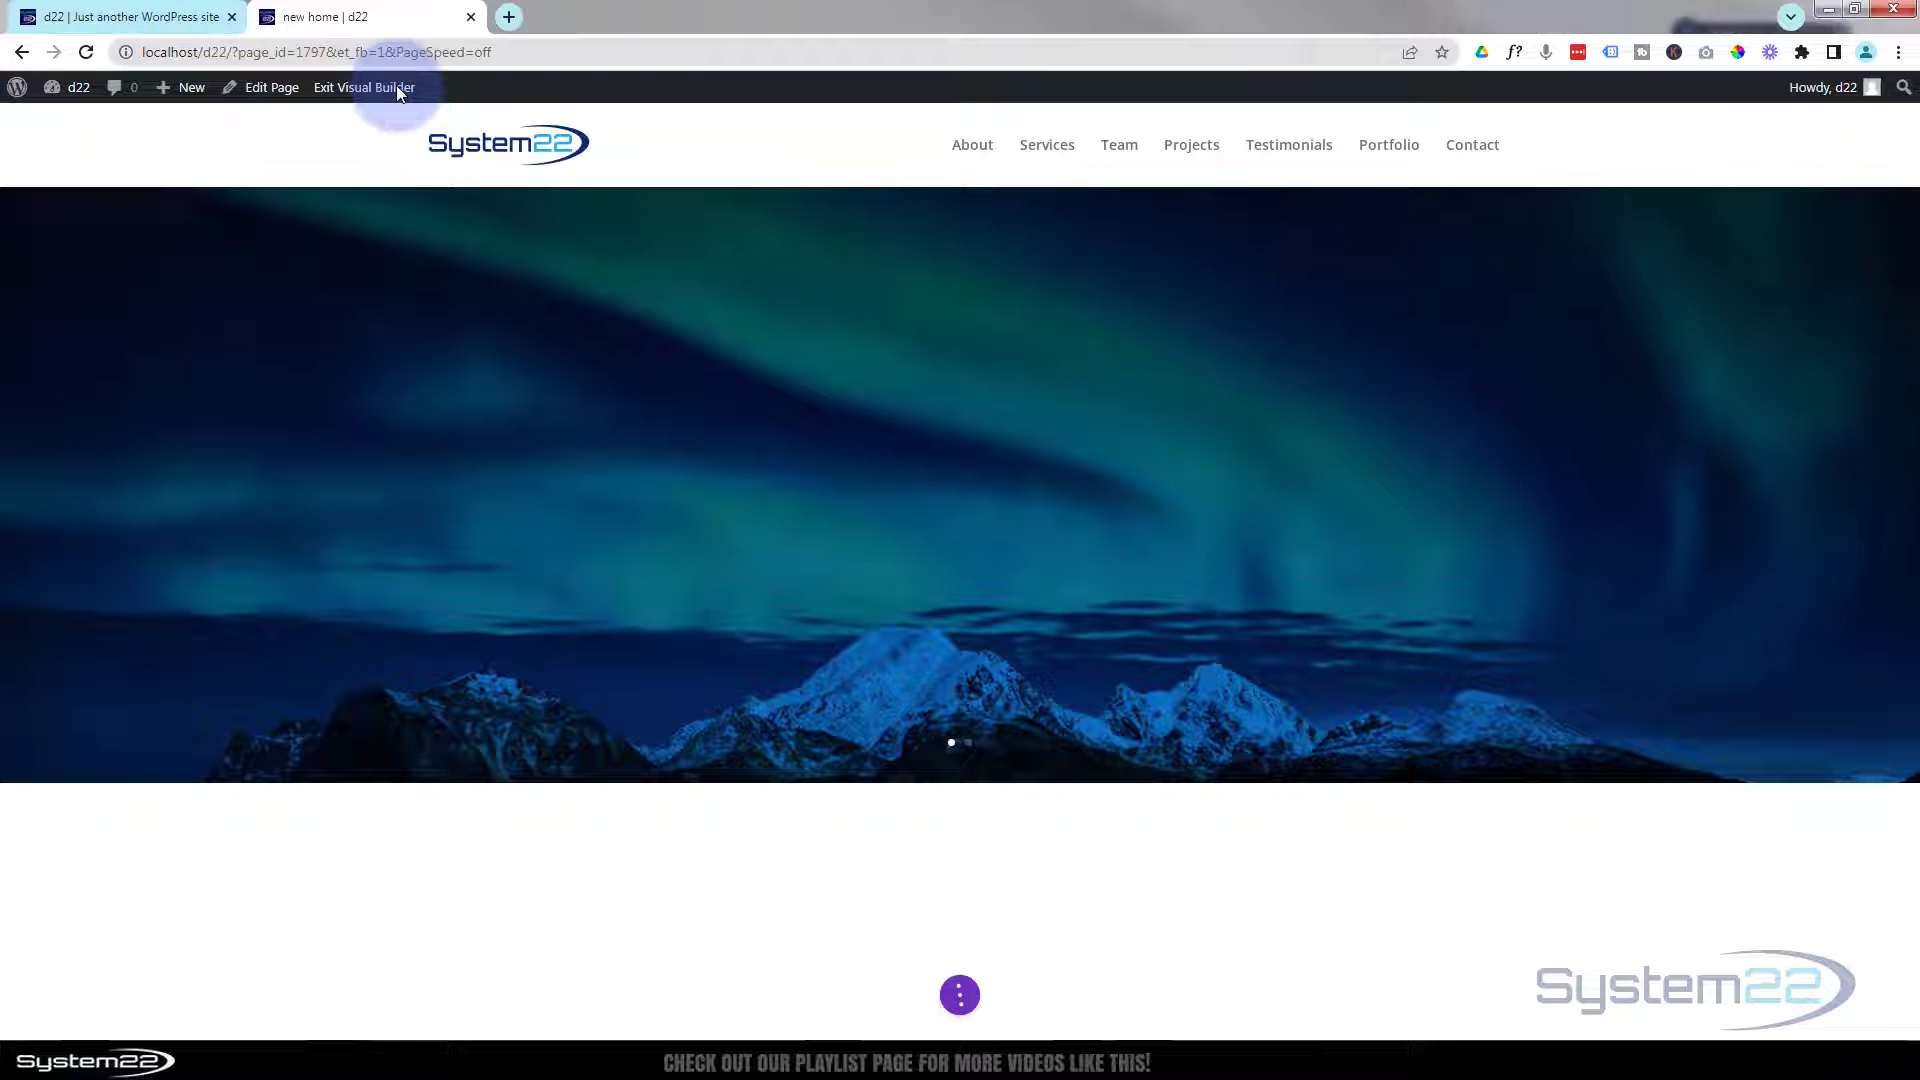 d22 | Just another WordPress site
new home | d22
localhost/d22/?page_id=1797&et_fb=1&PageSpeed=off
d22 0 New Edit Page Exit Visual Builder Howdy, d22
System22 About Services Team Projects Testimonials Portfolio Contact
System22
System22 CHECK OUT OUR PLAYLIST PAGE FOR MORE VIDEOS LIKE THIS!